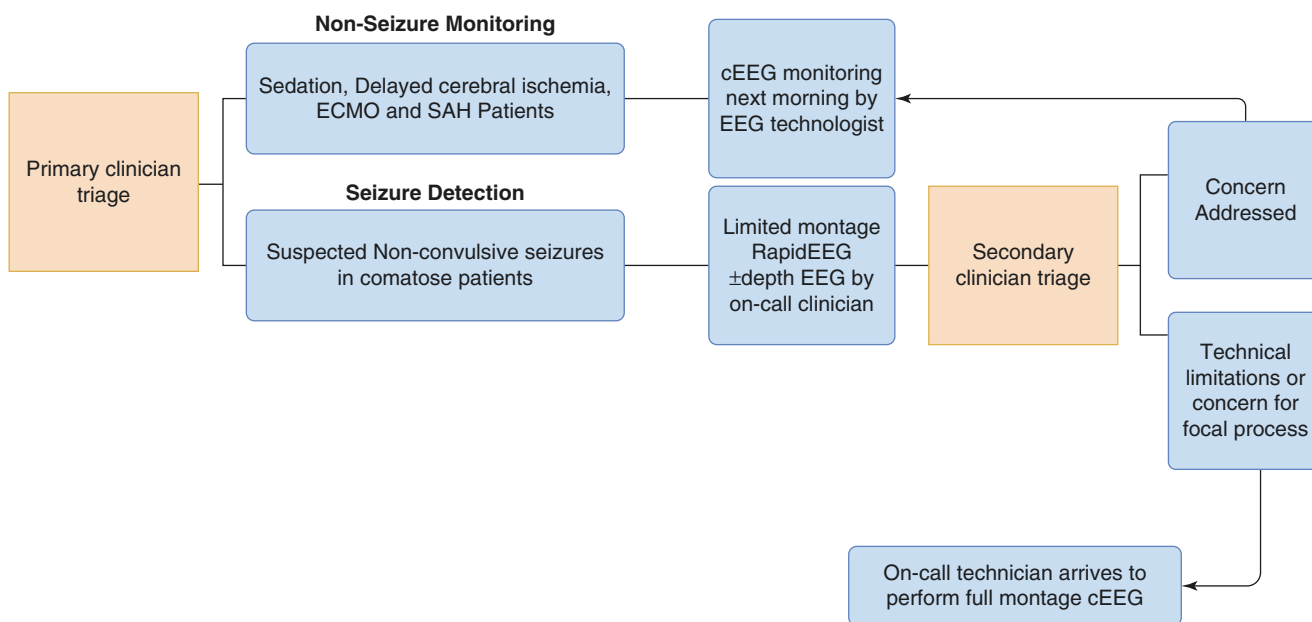 Non-Seizure Monitoring
Sedation, Delayed cerebral ischemia,
ECMO and SAH Patients
cEEG monitoring
next morning by
EEG technologist
Primary clinician
triage
Seizure Detection
Suspected Non-convulsive seizures
in comatose patients
Limited montage
RapidEEG
±depth EEG by
on-call clinician
Secondary
clinician triage
Concern
Addressed
Technical
limitations or
concern for
focal process
On-call technician arrives to
perform full montage cEEG